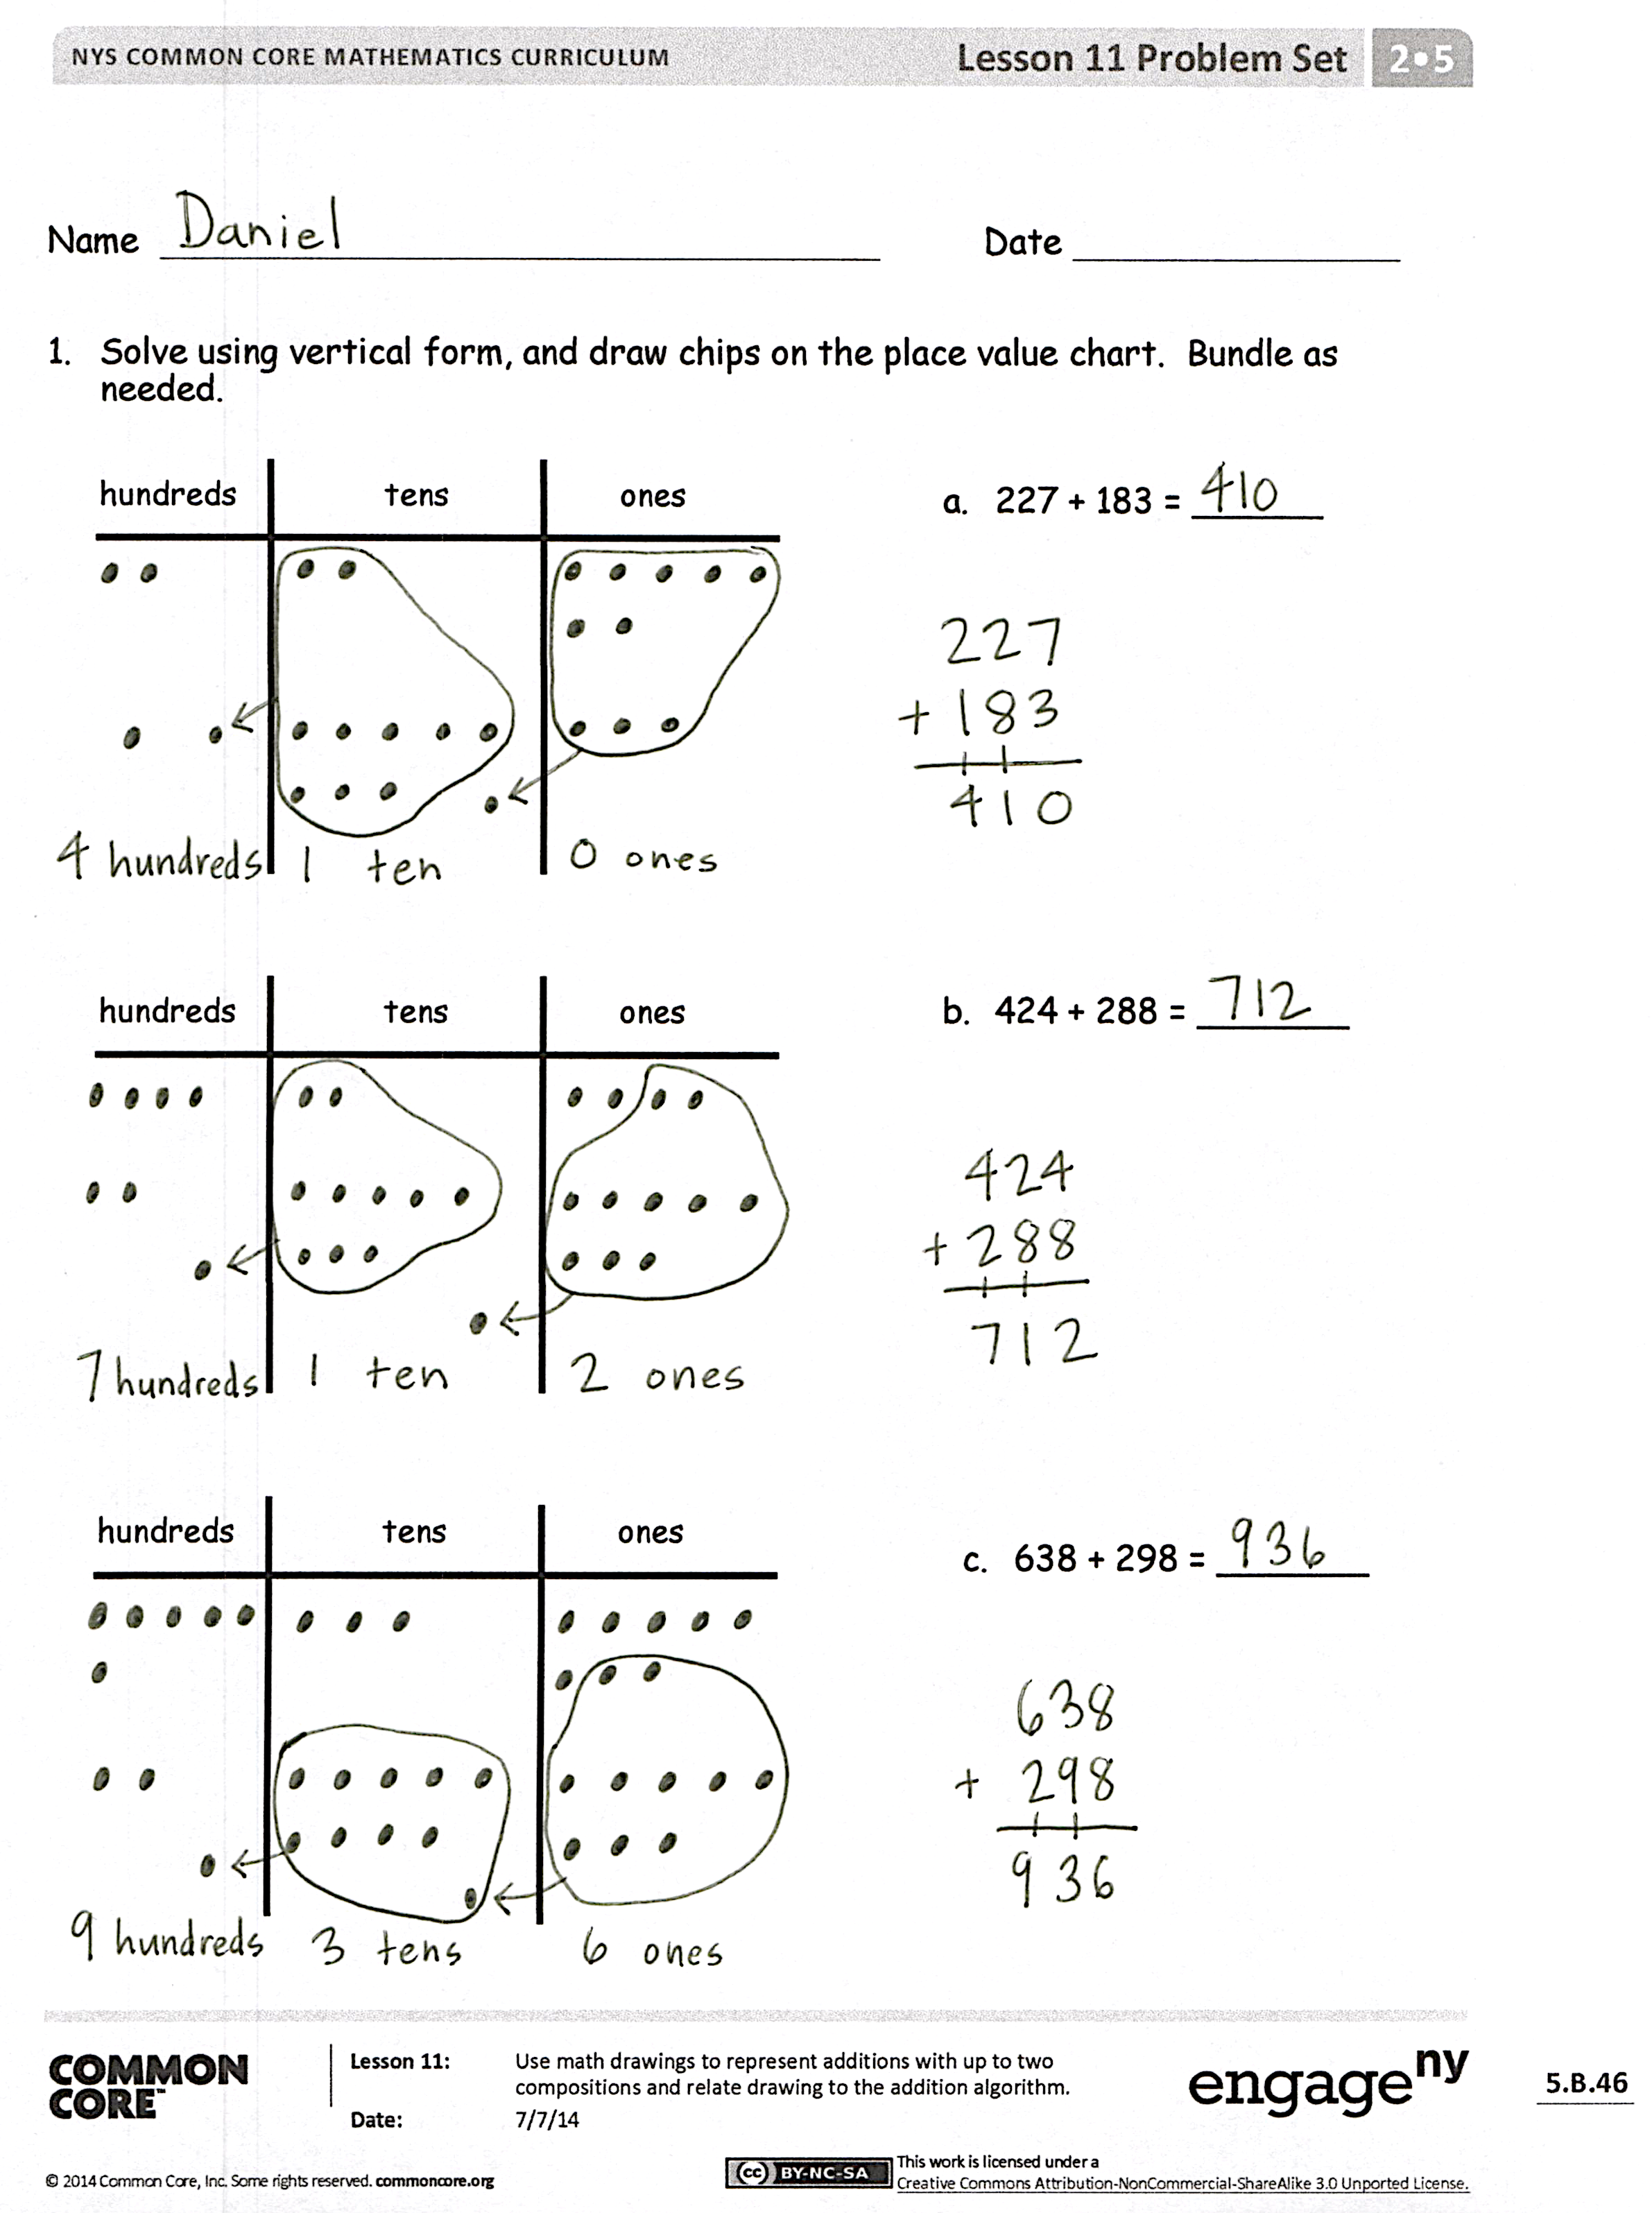 NYS COMMON CORE MATHEMATICS CURRICULUM Lesson 11 Problem Set 2•5
Name Daniel Date
1. Solve using vertical form, and draw chips on the place value chart. Bundle as
needed.
hundreds tens ones
a. 227 + 183 = 410
227
+ 183
410
4 hundreds 1 ten 0 ones
hundreds tens ones
b. 424 + 288 = 712
424
+ 288
712
7 hundreds 1 ten 2 ones
hundreds tens ones
c. 638 + 298 = 936
638
+ 298
936
9 hundreds 3 tens 6 ones
COMMON
CORE™
Lesson 11: Use math drawings to represent additions with up to two
compositions and relate drawing to the addition algorithm.
Date: 7/7/14
engage ny
5.B.46
© 2014 Common Core, Inc. Some rights reserved. commoncore.org
cc BY-NC-SA
This work is licensed under a
Creative Commons Attribution-NonCommercial-ShareAlike 3.0 Unported License.